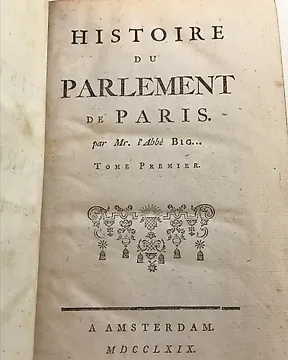 HISTOIRE
DU
PARLEMENT
DE PARIS.
par Mr. l'Abbé BIG...
TOME PREMIER.
A AMSTERDAM.
MDCCLXIX.